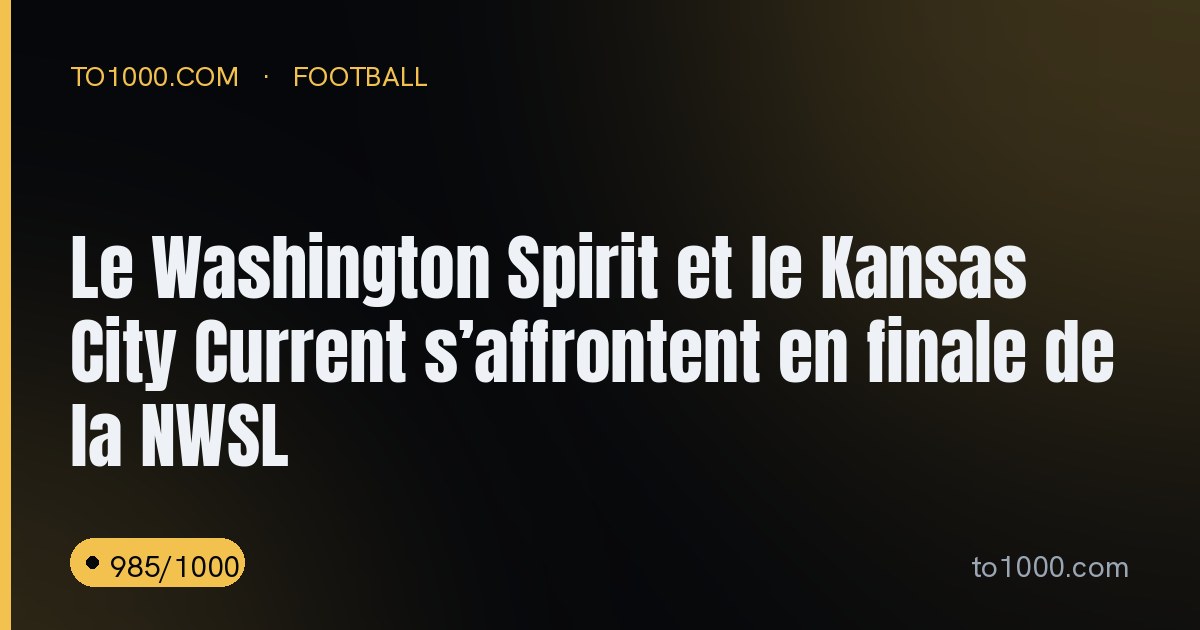 TO1000.COM · FOOTBALL
Le Washington Spirit et le Kansas
City Current s’affrontent en finale de
la NWSL
985/1000
to1000.com